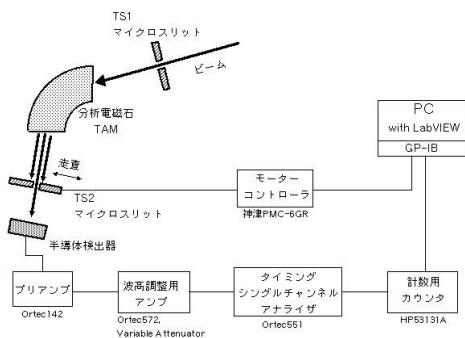 TS1
マイクロスリット
ビーム
分析電磁石
TAM
走査
TS2
マイクロスリット
半導体検出器
PC
with LabVIEW
GP-IB
モーター
コントローラ
神津PMC-6GR
プリアンプ
Ortec142
波高調整用
アンプ
Ortec572,
Variable Attenuator
タイミング
シングルチャンネル
アナライザ
Ortec551
計数用
カウンタ
HP53131A